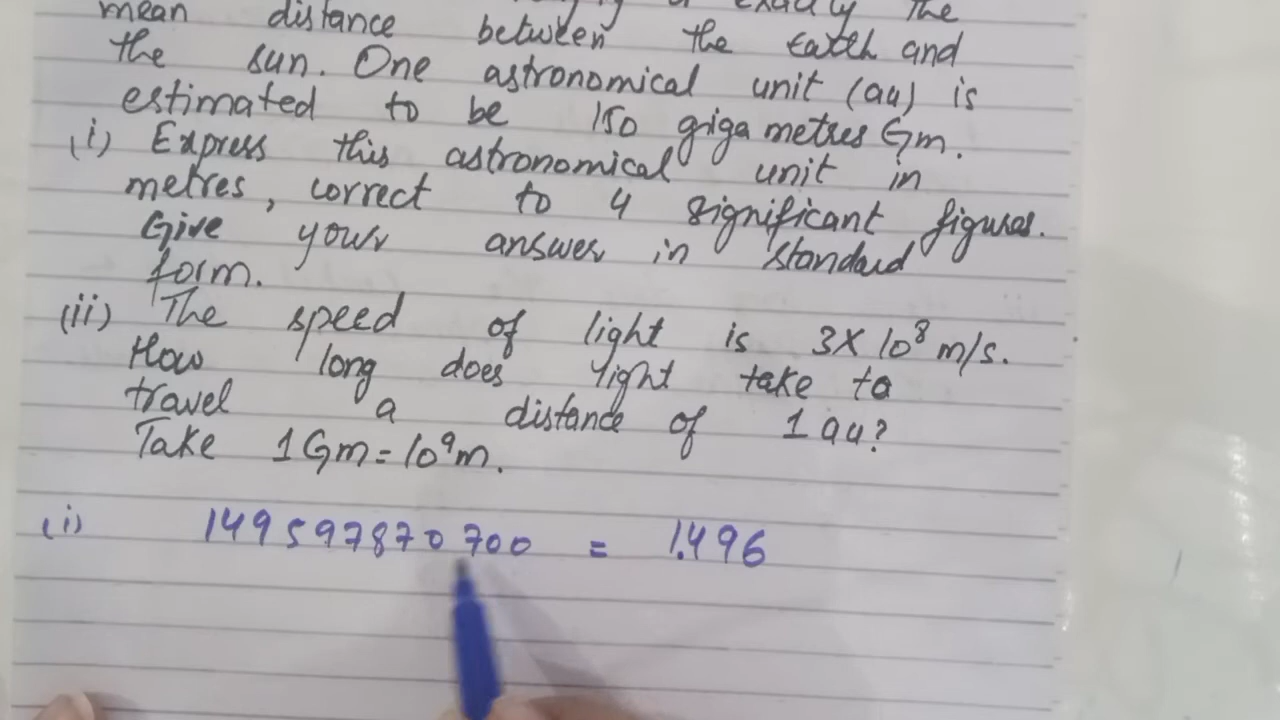 exactly the
mean distance between the Earth and
the sun. One astronomical unit (au) is
estimated to be 150 giga metres Gm.
(i) Express this astronomical unit in
metres, correct to 4 significant figures.
Give your answer in standard
form.
(ii) The speed of light is 3X10⁸ m/s.
How long does light take to
travel a distance of 1 au?
Take 1Gm=10⁹m.
(i) 149597870700 = 1.496